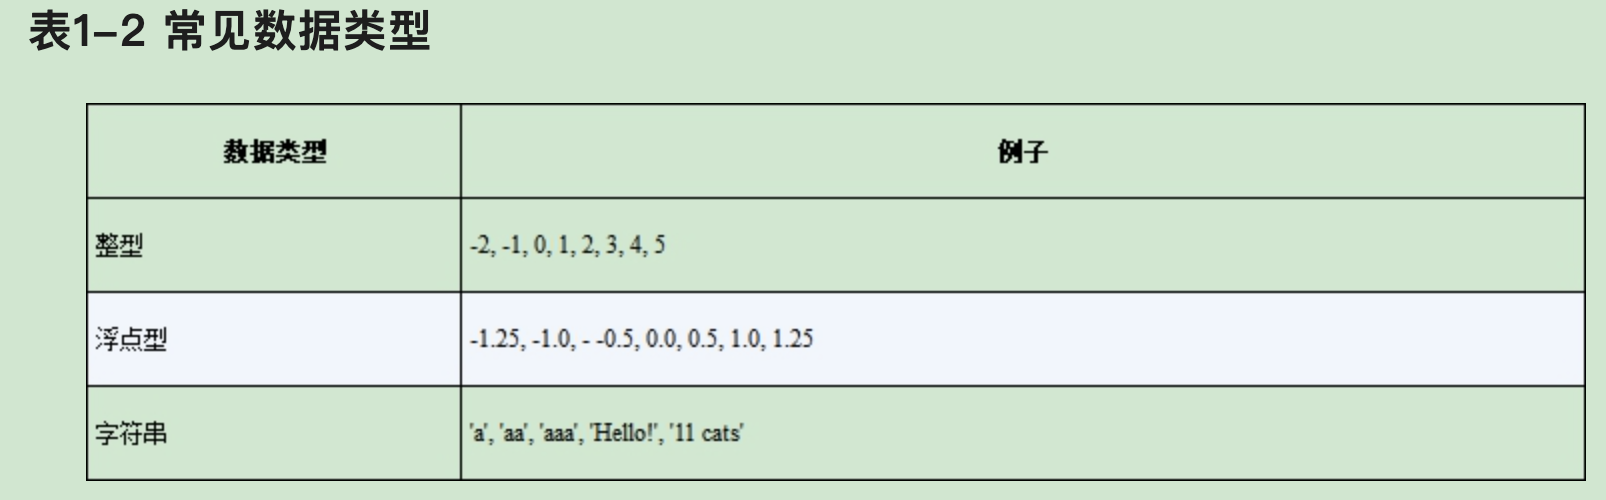 表1-2 常见数据类型
数据类型 例子
整型 -2, -1, 0, 1, 2, 3, 4, 5
浮点型 -1.25, -1.0, - -0.5, 0.0, 0.5, 1.0, 1.25
字符串 'a', 'aa', 'aaa', 'Hello!', '11 cats'